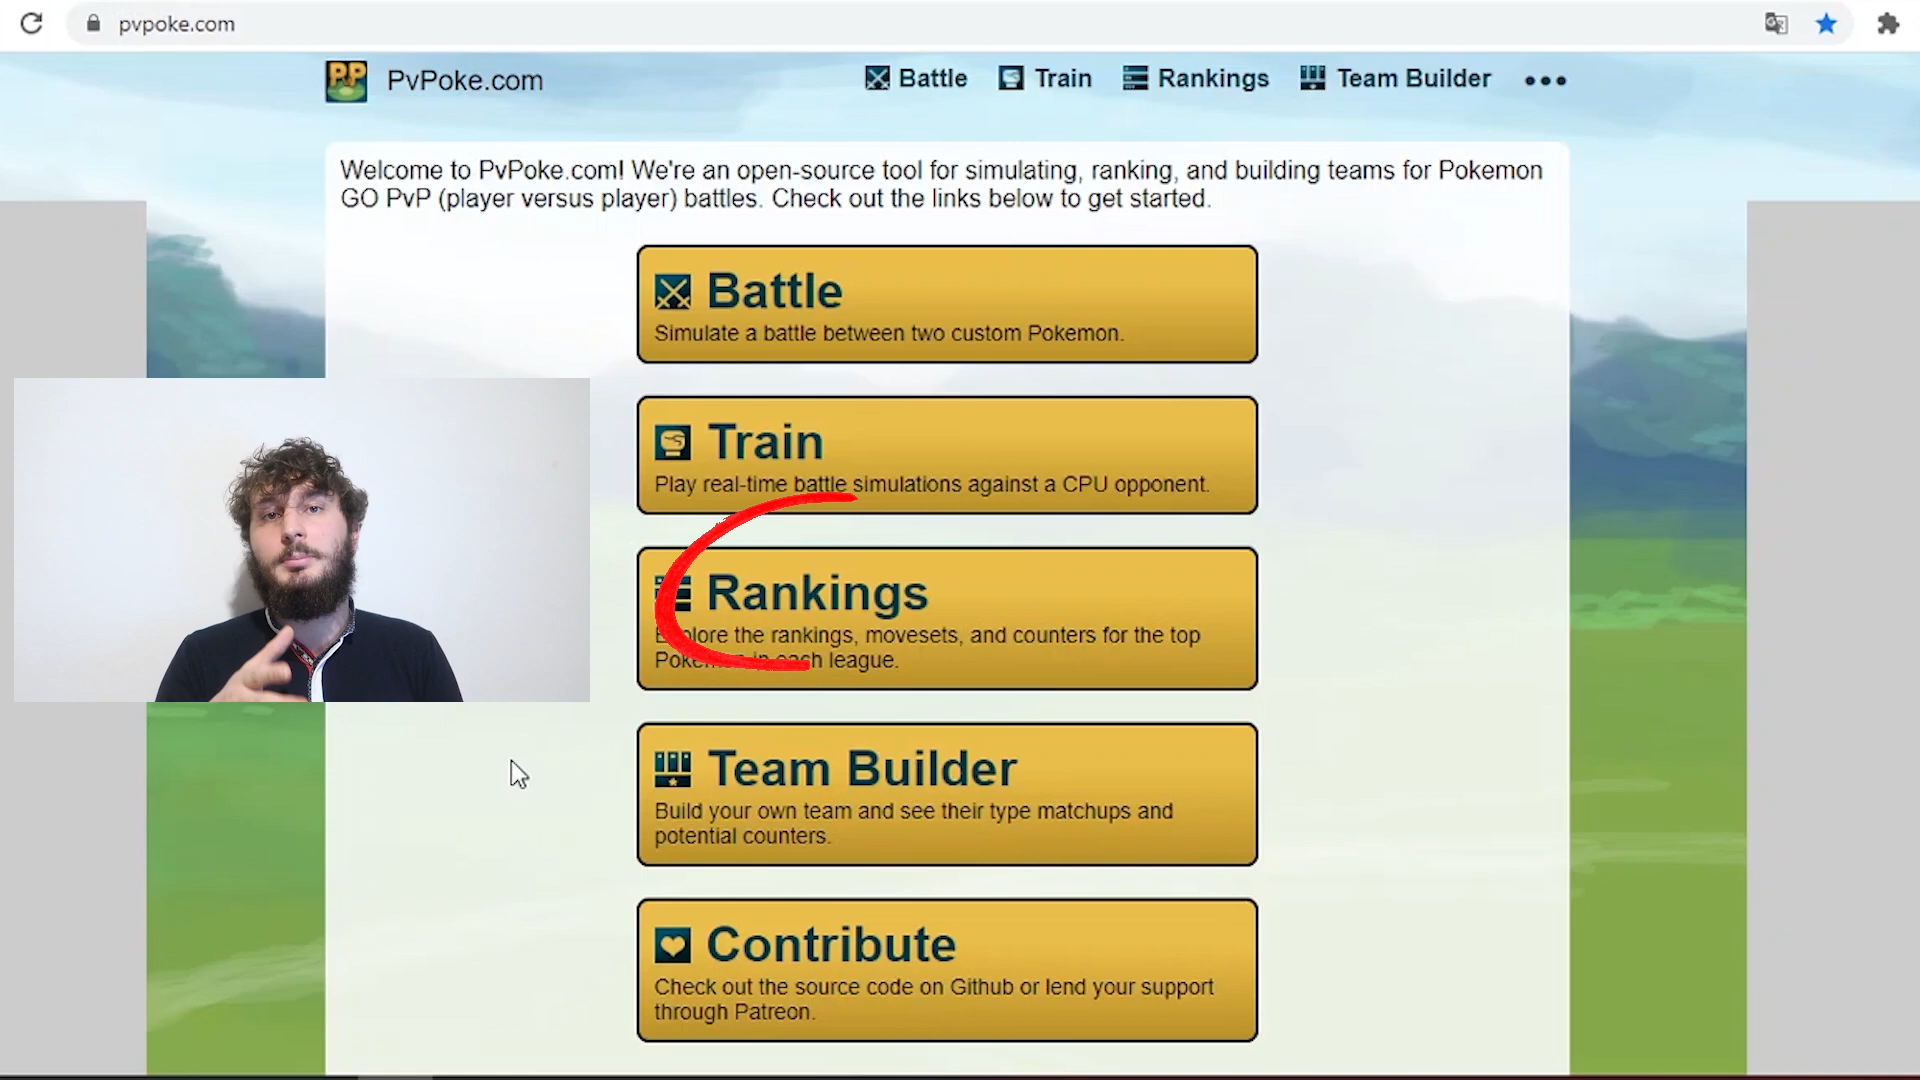 pvpoke.com
PvPoke.com
Battle
Train
Rankings
Team Builder
Welcome to PvPoke.com! We're an open-source tool for simulating, ranking, and building teams for Pokemon
GO PvP (player versus player) battles. Check out the links below to get started.
Battle
Simulate a battle between two custom Pokemon.
Train
Play real-time battle simulations against a CPU opponent.
Rankings
Explore the rankings, movesets, and counters for the top
Pokemon in each league.
Team Builder
Build your own team and see their type matchups and
potential counters.
Contribute
Check out the source code on Github or lend your support
through Patreon.